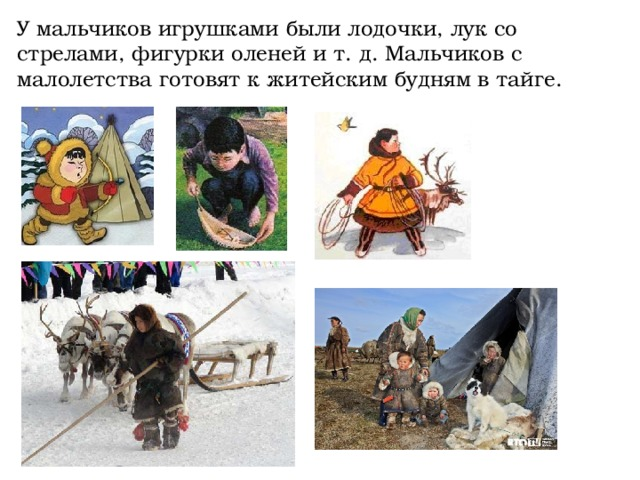 У мальчиков игрушками были лодочки, лук со
стрелами, фигурки оленей и т. д. Мальчиков с
малолетства готовят к житейским будням в тайге.